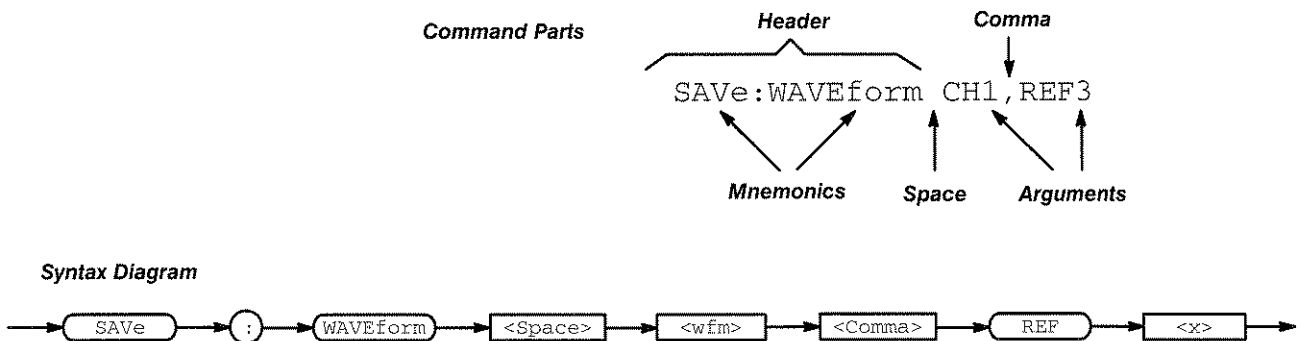 Command Parts
Header
Comma
SAVe:WAVEform CH1,REF3
Mnemonics
Space
Arguments
Syntax Diagram
SAVe : WAVEform <Space> <wfm> <Comma> REF <x>